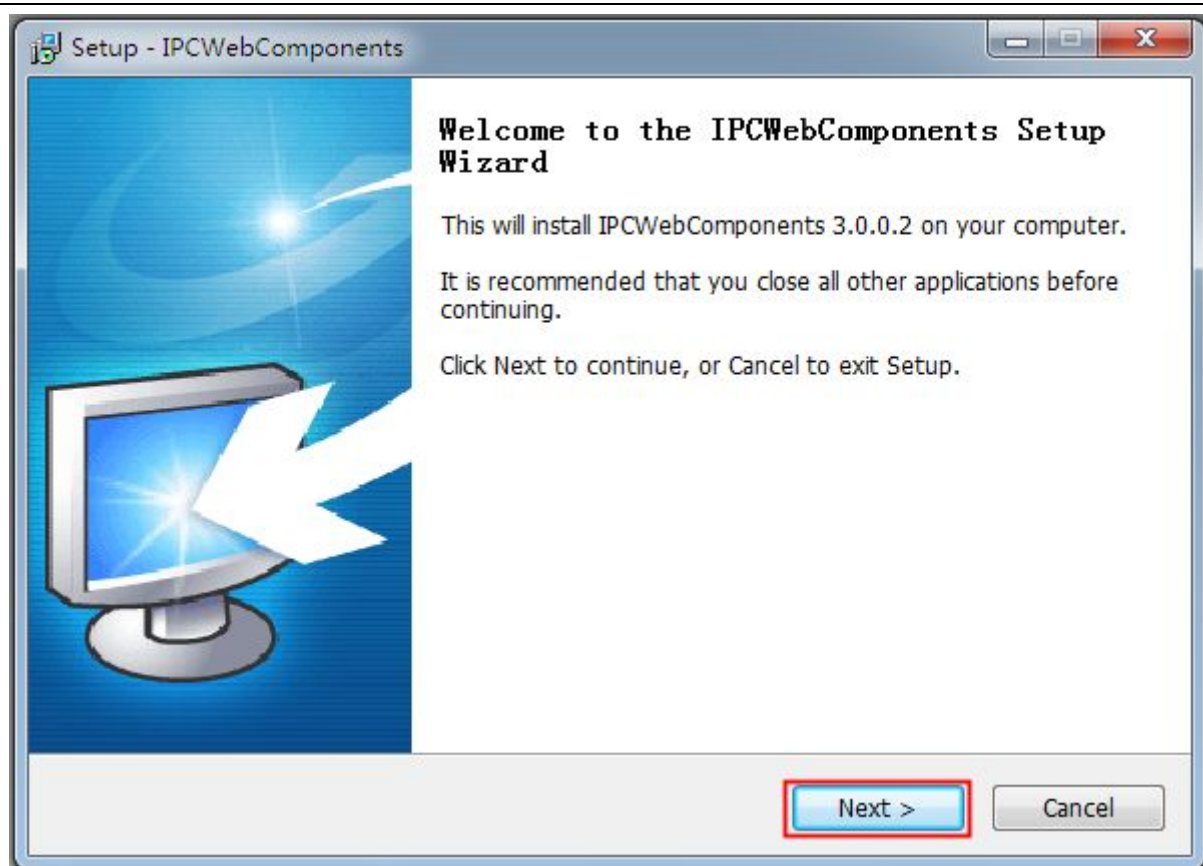 Setup - IPCWebComponents
Welcome to the IPCWebComponents Setup
Wizard
This will install IPCWebComponents 3.0.0.2 on your computer.
It is recommended that you close all other applications before
continuing.
Click Next to continue, or Cancel to exit Setup.
Next >
Cancel